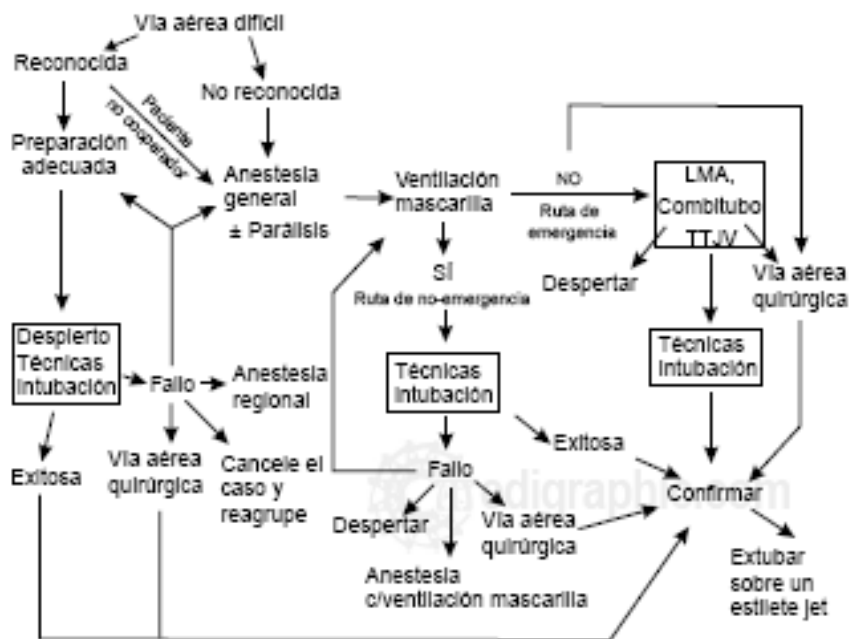 Vía aérea difícil
Reconocida
No reconocida
Paciente
no cooperador
Preparación
adecuada
Anestesia
general
± Parálisis
Ventilación
mascarilla
NO
Ruta de
emergencia
LMA,
Combitubo
TTJV
Despertar
Vía aérea
quirúrgica
SÍ
Ruta de no-emergencia
Despierto
Técnicas
Intubación
Fallo
Anestesia
regional
Técnicas
Intubación
Técnicas
Intubación
Exitosa
Vía aérea
quirúrgica
Cancele el
caso y
reagrupe
Fallo
Exitosa
Confirmar
Despertar
Vía aérea
quirúrgica
Anestesia
c/ventilación mascarilla
Extubar
sobre un
estilete jet